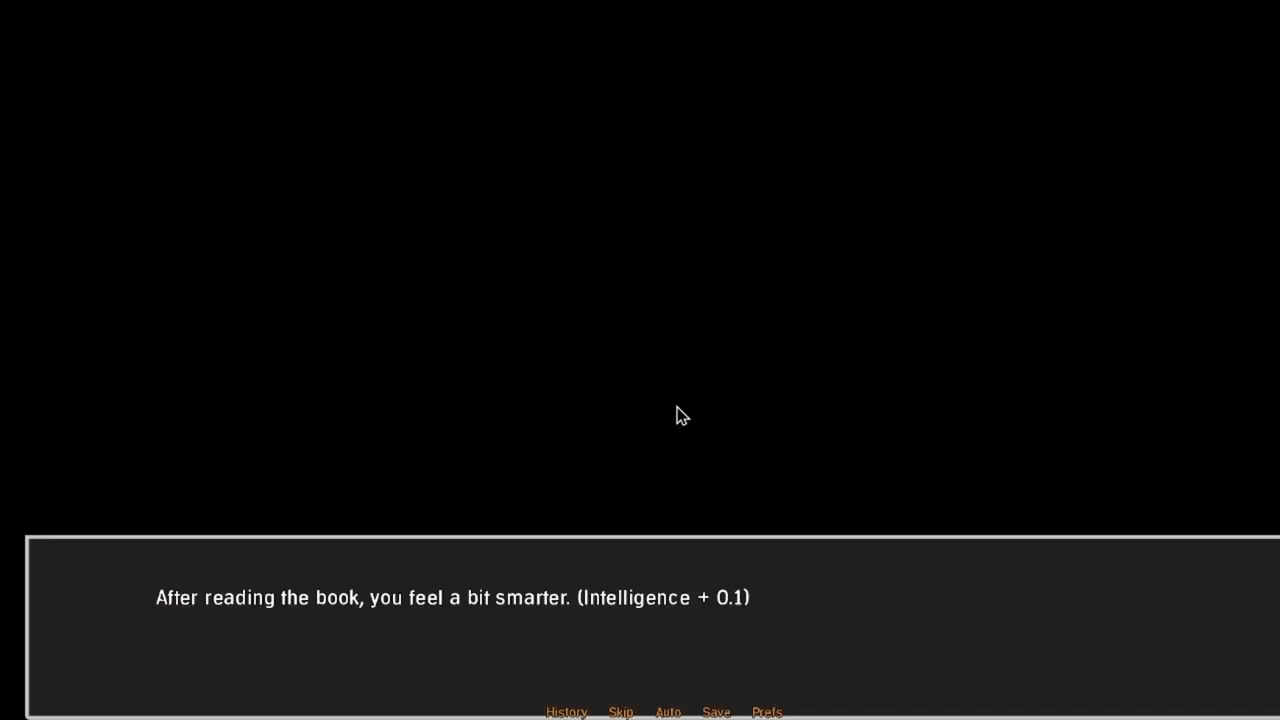 After reading the book, you feel a bit smarter. (Intelligence + 0.1)
History Skip Auto Save Prefs